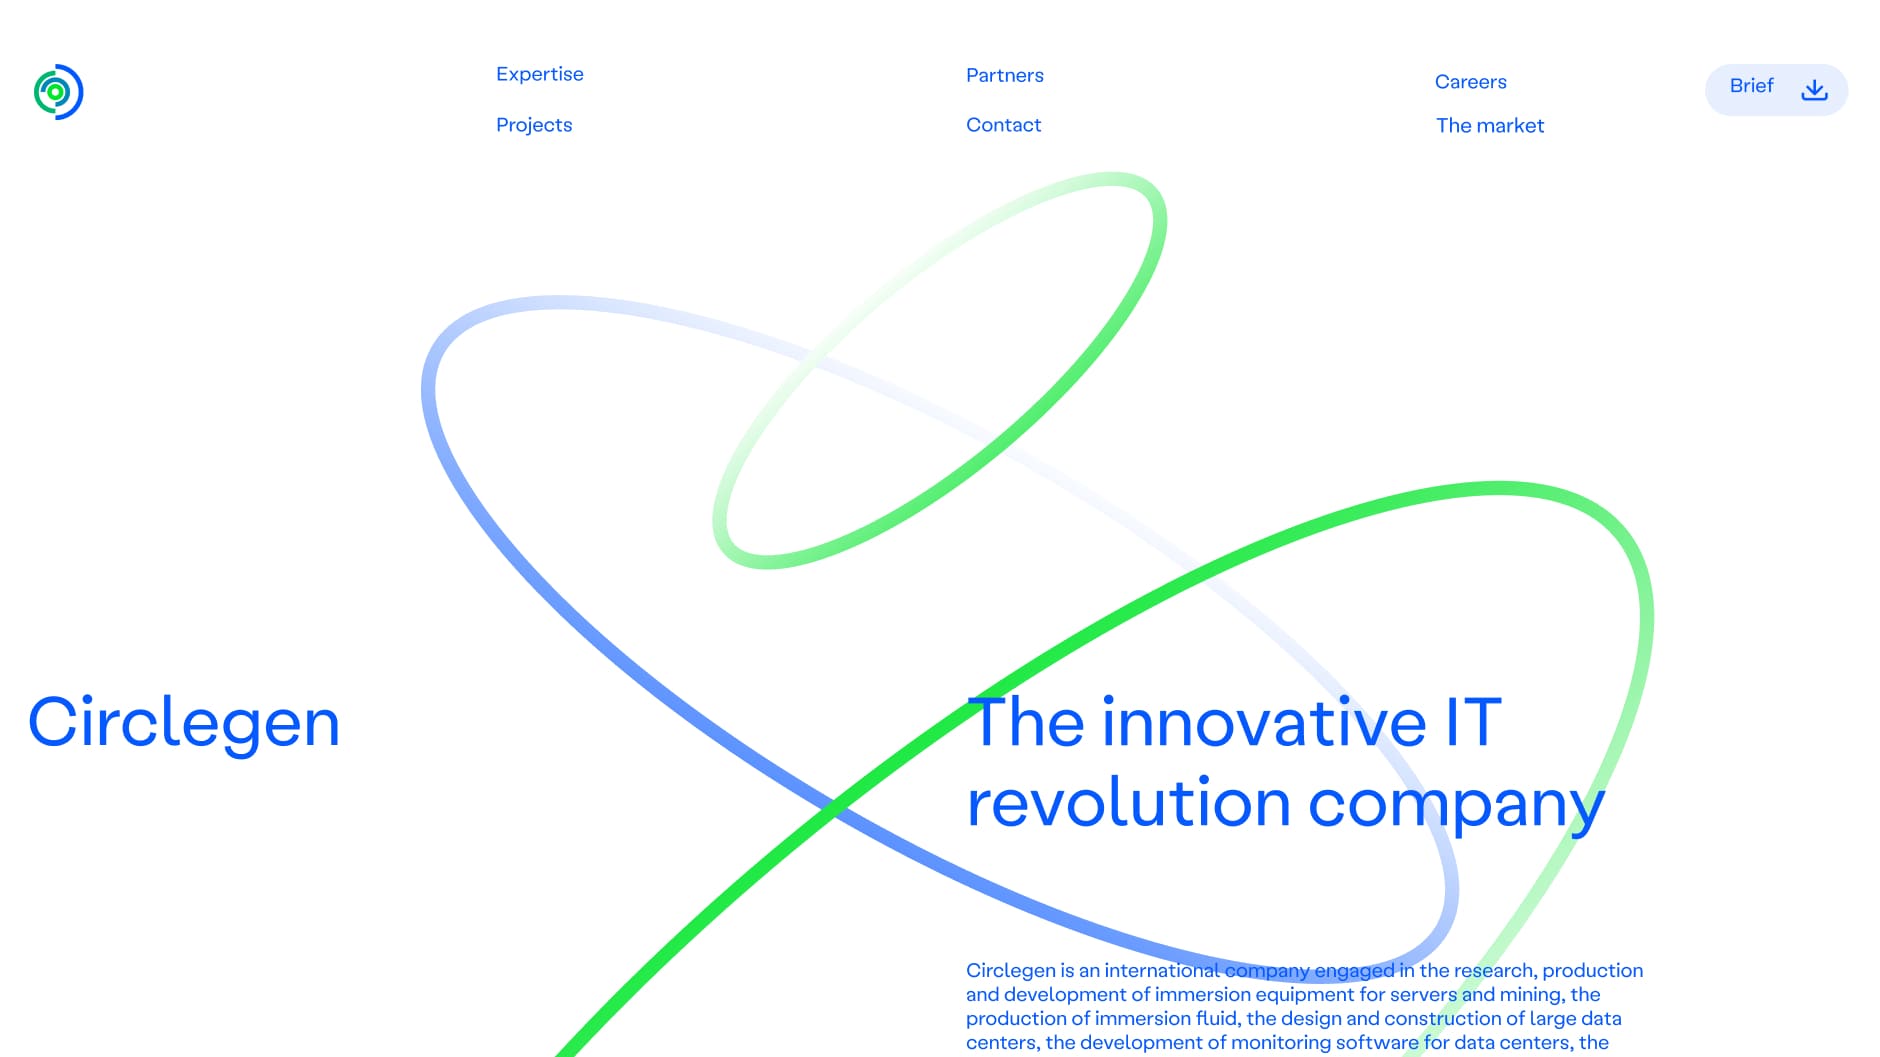 Expertise
Projects
Partners
Contact
Careers
The market
Brief
Circlegen
The innovative IT
revolution company
Circlegen is an international company engaged in the research, production
and development of immersion equipment for servers and mining, the
production of immersion fluid, the design and construction of large data
centers, the development of monitoring software for data centers, the